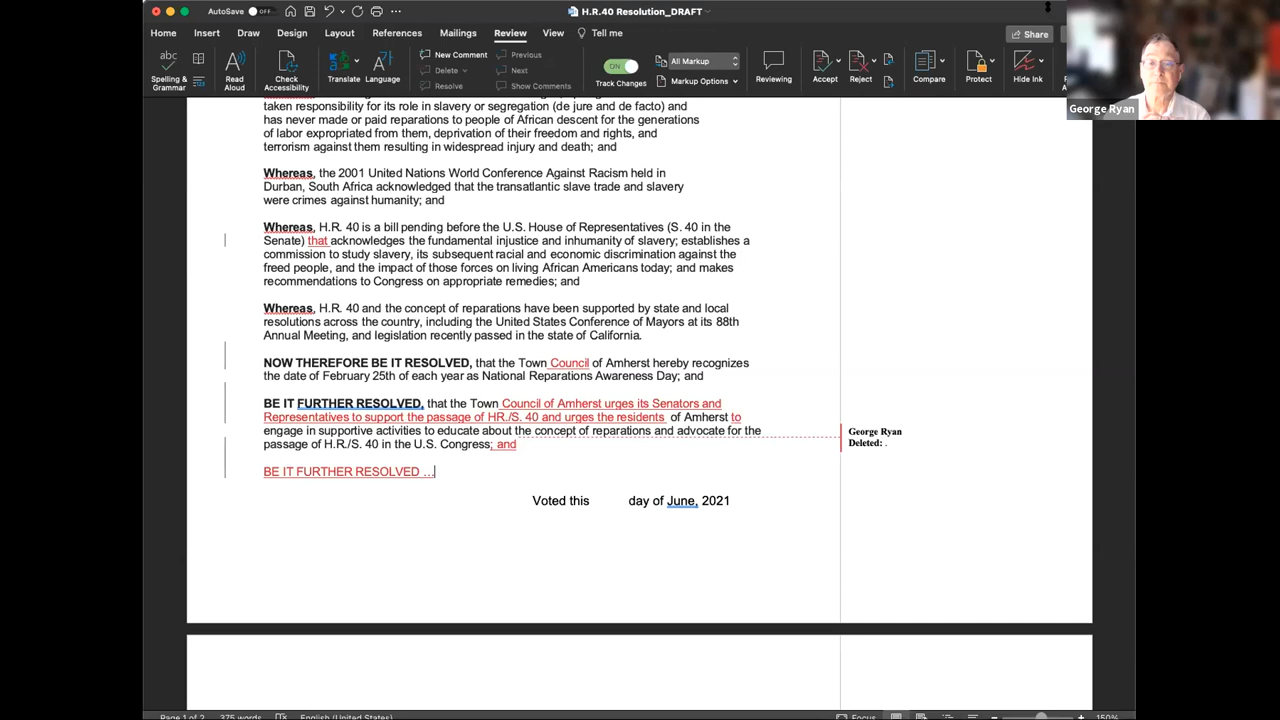 AutoSave OFF
H.R.40 Resolution_DRAFT
Home Insert Draw Design Layout References Mailings Review View Tell me
Share
abc
Spelling &
Grammar
Read
Aloud
Check
Accessibility
Translate
Language
New Comment
Delete
Resolve
Previous
Next
Show Comments
ON
Track Changes
All Markup
Markup Options
Reviewing
Accept
Reject
Compare
Protect
Hide Ink
George Ryan
taken responsibility for its role in slavery or segregation (de jure and de facto) and
has never made or paid reparations to people of African descent for the generations
of labor expropriated from them, deprivation of their freedom and rights, and
terrorism against them resulting in widespread injury and death; and
Whereas, the 2001 United Nations World Conference Against Racism held in
Durban, South Africa acknowledged that the transatlantic slave trade and slavery
were crimes against humanity; and
Whereas, H.R. 40 is a bill pending before the U.S. House of Representatives (S. 40 in the
Senate) that acknowledges the fundamental injustice and inhumanity of slavery; establishes a
commission to study slavery, its subsequent racial and economic discrimination against the
freed people, and the impact of those forces on living African Americans today; and makes
recommendations to Congress on appropriate remedies; and
Whereas, H.R. 40 and the concept of reparations have been supported by state and local
resolutions across the country, including the United States Conference of Mayors at its 88th
Annual Meeting, and legislation recently passed in the state of California.
NOW THEREFORE BE IT RESOLVED, that the Town Council of Amherst hereby recognizes
the date of February 25th of each year as National Reparations Awareness Day; and
BE IT FURTHER RESOLVED, that the Town Council of Amherst urges its Senators and
Representatives to support the passage of HR./S. 40 and urges the residents of Amherst to
engage in supportive activities to educate about the concept of reparations and advocate for the
passage of H.R./S. 40 in the U.S. Congress; and
George Ryan
Deleted: .
BE IT FURTHER RESOLVED ...
Voted this day of June, 2021
Page 1 of 2 375 words English (United States) Focus 150%